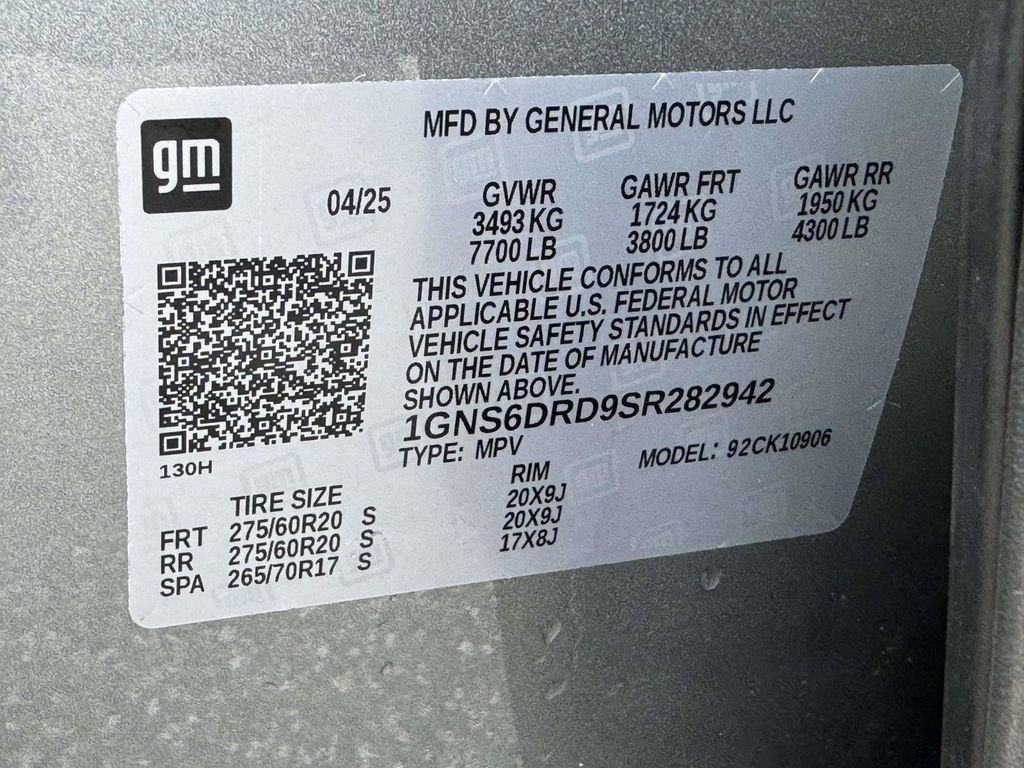 gm
MFD BY GENERAL MOTORS LLC
04/25
GVWR
3493 KG
7700 LB
GAWR FRT
1724 KG
3800 LB
GAWR RR
1950 KG
4300 LB
THIS VEHICLE CONFORMS TO ALL
APPLICABLE U.S. FEDERAL MOTOR
VEHICLE SAFETY STANDARDS IN EFFECT
ON THE DATE OF MANUFACTURE
SHOWN ABOVE.
1GNS6DRD9SR282942
TYPE: MPV
MODEL: 92CK10906
130H
TIRE SIZE RIM
FRT 275/60R20 S 20X9J
RR 275/60R20 S 20X9J
SPA 265/70R17 S 17X8J